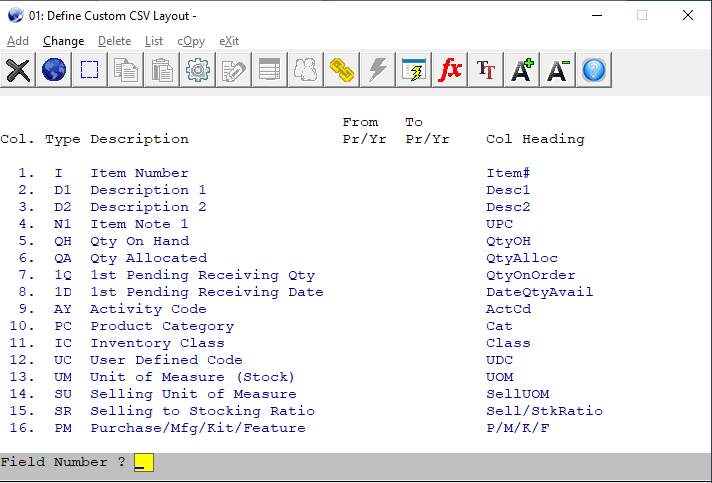 01: Define Custom CSV Layout -
Add Change Delete List cOpy eXit
fx TT A+ A- ?
From To
Col. Type Description Pr/Yr Pr/Yr Col Heading
1. I Item Number Item#
2. D1 Description 1 Desc1
3. D2 Description 2 Desc2
4. N1 Item Note 1 UPC
5. QH Qty On Hand QtyOH
6. QA Qty Allocated QtyAlloc
7. 1Q 1st Pending Receiving Qty QtyOnOrder
8. 1D 1st Pending Receiving Date DateQtyAvail
9. AY Activity Code ActCd
10. PC Product Category Cat
11. IC Inventory Class Class
12. UC User Defined Code UDC
13. UM Unit of Measure (Stock) UOM
14. SU Selling Unit of Measure SellUOM
15. SR Selling to Stocking Ratio Sell/StkRatio
16. PM Purchase/Mfg/Kit/Feature P/M/K/F
Field Number ? _